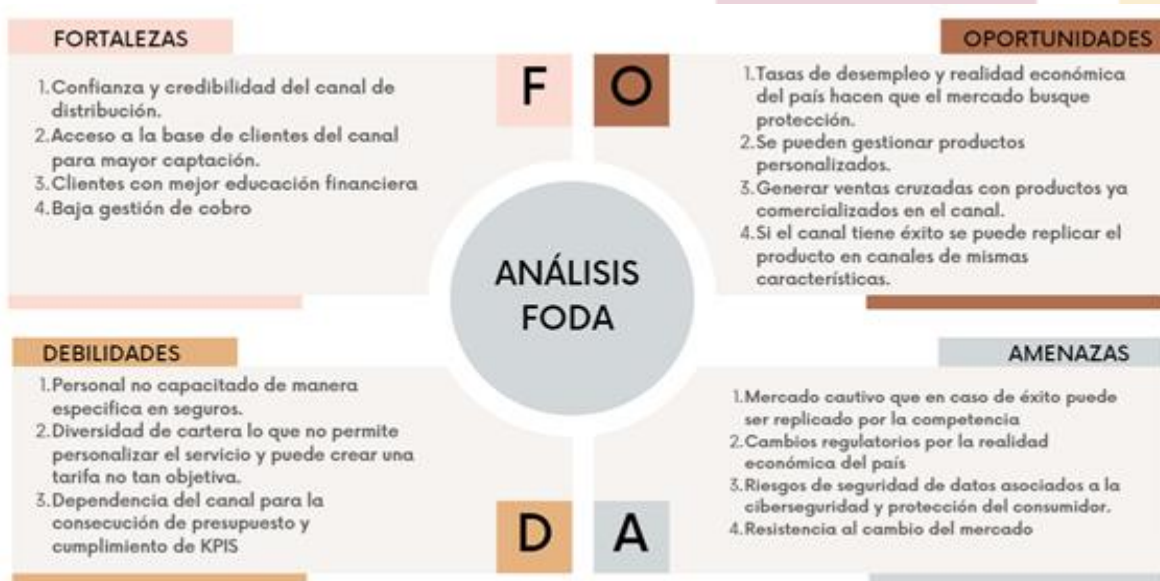 FORTALEZAS
1.Confianza y credibilidad del canal de
distribución.
2.Acceso a la base de clientes del canal
para mayor captación.
3.Clientes con mejor educación financiera
4.Baja gestión de cobro
F
O
OPORTUNIDADES
1.Tasas de desempleo y realidad económica
del país hacen que el mercado busque
protección.
2.Se pueden gestionar productos
personalizados.
3.Generar ventas cruzadas con productos ya
comercializados en el canal.
4.Si el canal tiene éxito se puede replicar el
producto en canales de mismas
características.
ANÁLISIS
FODA
DEBILIDADES
1.Personal no capacitado de manera
especifica en seguros.
2.Diversidad de cartera lo que no permite
personalizar el servicio y puede crear una
tarifa no tan objetiva.
3.Dependencia del canal para la
consecución de presupuesto y
cumplimiento de KPIS
D
A
AMENAZAS
1.Mercado cautivo que en caso de éxito puede
ser replicado por la competencia
2.Cambios regulatorios por la realidad
económica del país
3.Riesgos de seguridad de datos asociados a la
ciberseguridad y protección del consumidor.
4.Resistencia al cambio del mercado